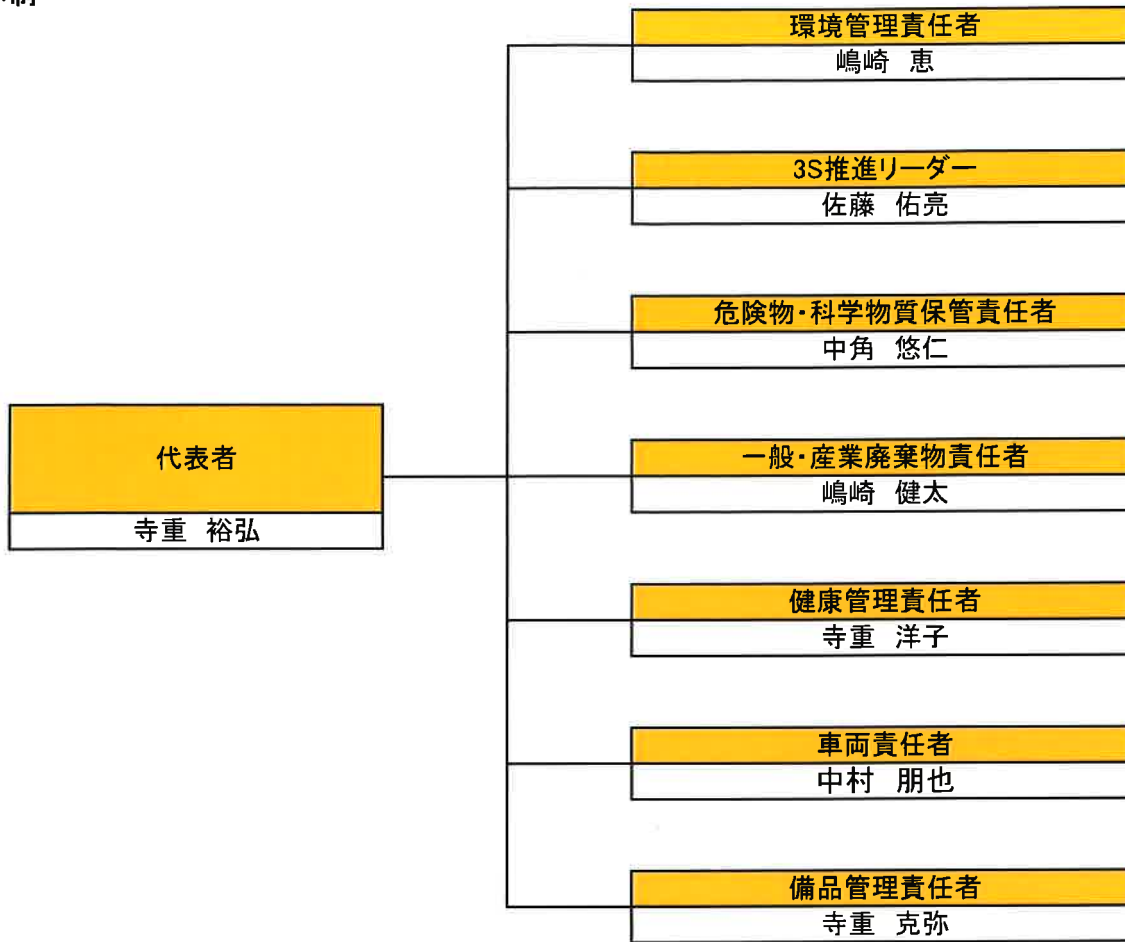 環境管理責任者
嶋崎 恵
3S推進リーダー
佐藤 佑亮
危険物・科学物質保管責任者
中角 悠仁
代表者
寺重 裕弘
一般・産業廃棄物責任者
嶋崎 健太
健康管理責任者
寺重 洋子
車両責任者
中村 朋也
備品管理責任者
寺重 克弥